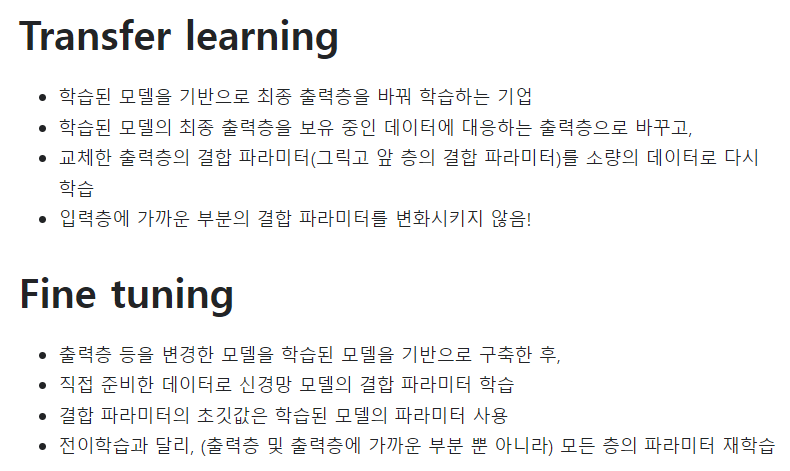 Transfer learning
학습된 모델을 기반으로 최종 출력층을 바꿔 학습하는 기업
학습된 모델의 최종 출력층을 보유 중인 데이터에 대응하는 출력층으로 바꾸고,
교체한 출력층의 결합 파라미터(그릭고 앞 층의 결합 파라미터)를 소량의 데이터로 다시
학습
입력층에 가까운 부분의 결합 파라미터를 변화시키지 않음!
Fine tuning
출력층 등을 변경한 모델을 학습된 모델을 기반으로 구축한 후,
직접 준비한 데이터로 신경망 모델의 결합 파라미터 학습
결합 파라미터의 초깃값은 학습된 모델의 파라미터 사용
전이학습과 달리, (출력층 및 출력층에 가까운 부분 뿐 아니라) 모든 층의 파라미터 재학습